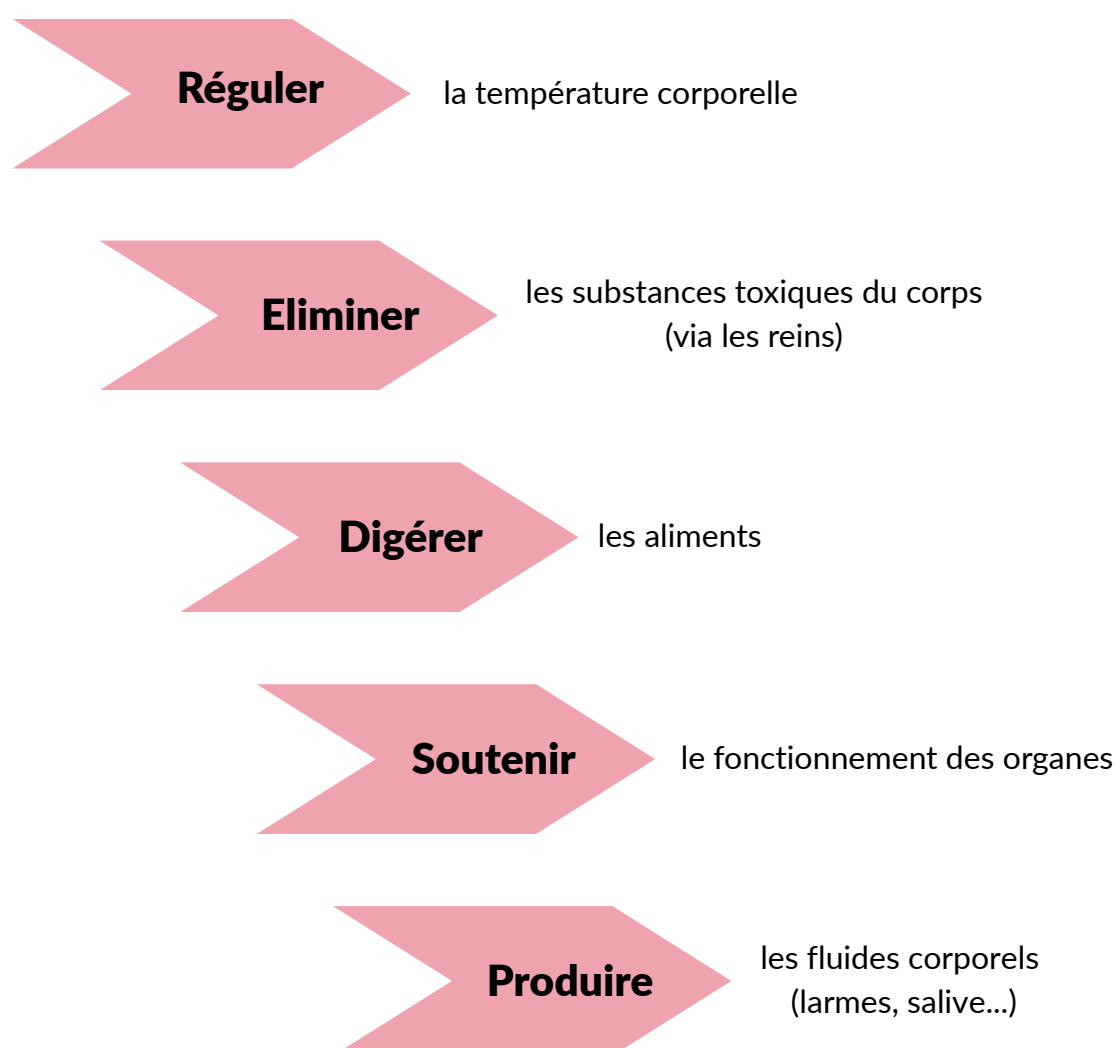 Réguler
la température corporelle
Eliminer
les substances toxiques du corps
(via les reins)
Digérer
les aliments
Soutenir
le fonctionnement des organes
Produire
les fluides corporels
(larmes, salive...)